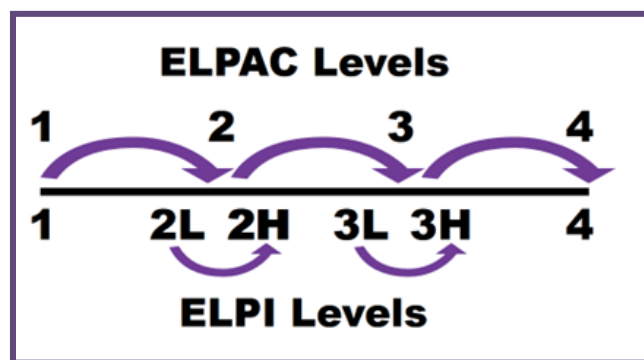 ELPAC Levels
1 2 3 4
1 2L 2H 3L 3H 4
ELPI Levels